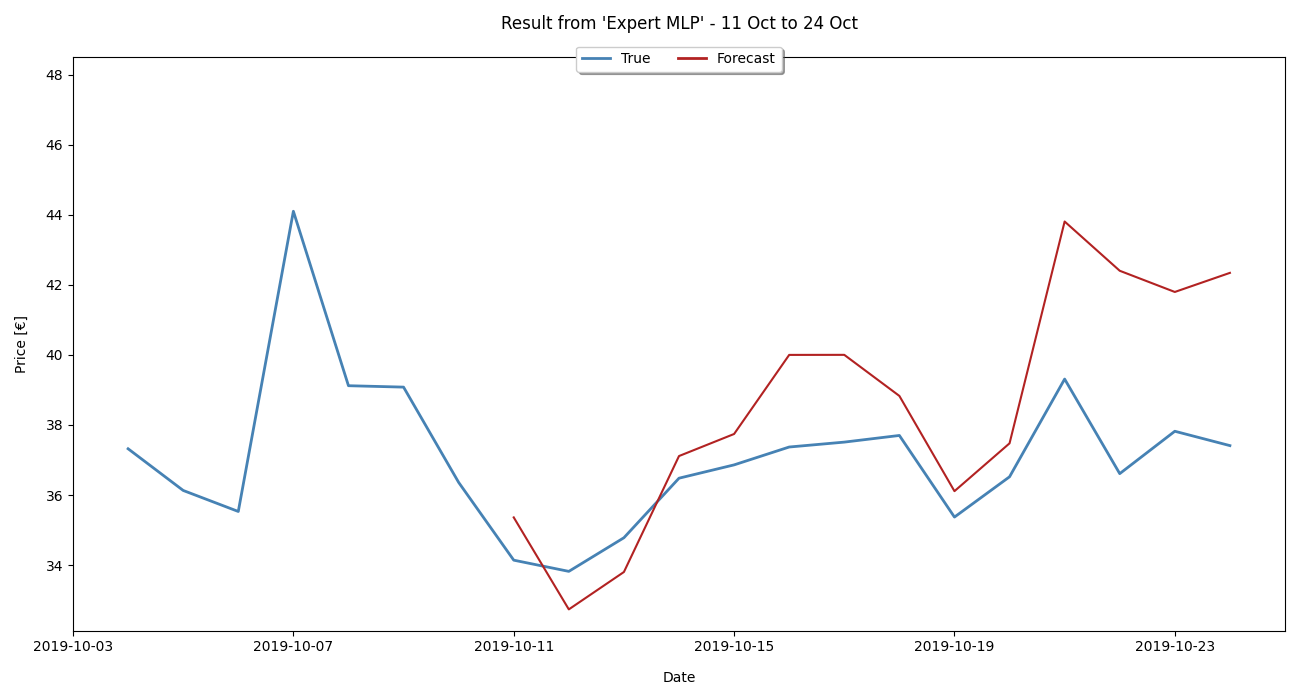 Result from 'Expert MLP' - 11 Oct to 24 Oct
True Forecast
48
46
44
42
40
38
36
34
Price [€]
2019-10-03 2019-10-07 2019-10-11 2019-10-15 2019-10-19 2019-10-23
Date